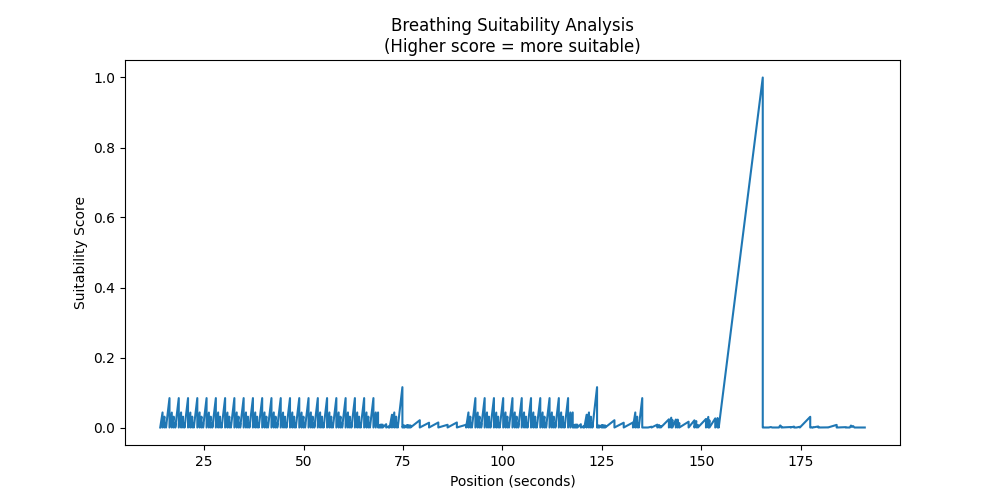 Breathing Suitability Analysis
(Higher score = more suitable)
Suitability Score
1.0
0.8
0.6
0.4
0.2
0.0
25 50 75 100 125 150 175
Position (seconds)